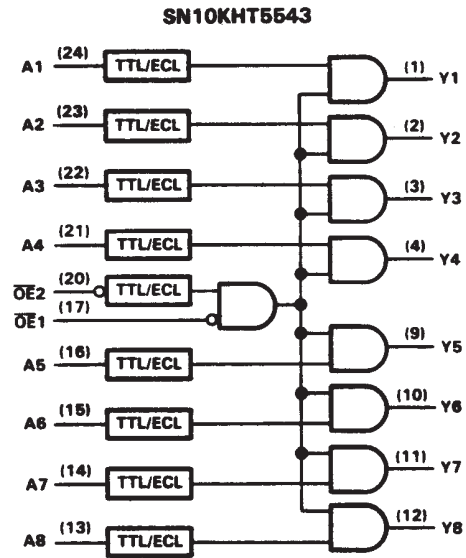 SN10KHT5543
A1 (24) TTL/ECL (1) Y1
A2 (23) TTL/ECL (2) Y2
A3 (22) TTL/ECL (3) Y3
A4 (21) TTL/ECL (4) Y4
O̅E̅2 (20) TTL/ECL
O̅E̅1 (17)
A5 (16) TTL/ECL (9) Y5
A6 (15) TTL/ECL (10) Y6
A7 (14) TTL/ECL (11) Y7
A8 (13) TTL/ECL (12) Y8